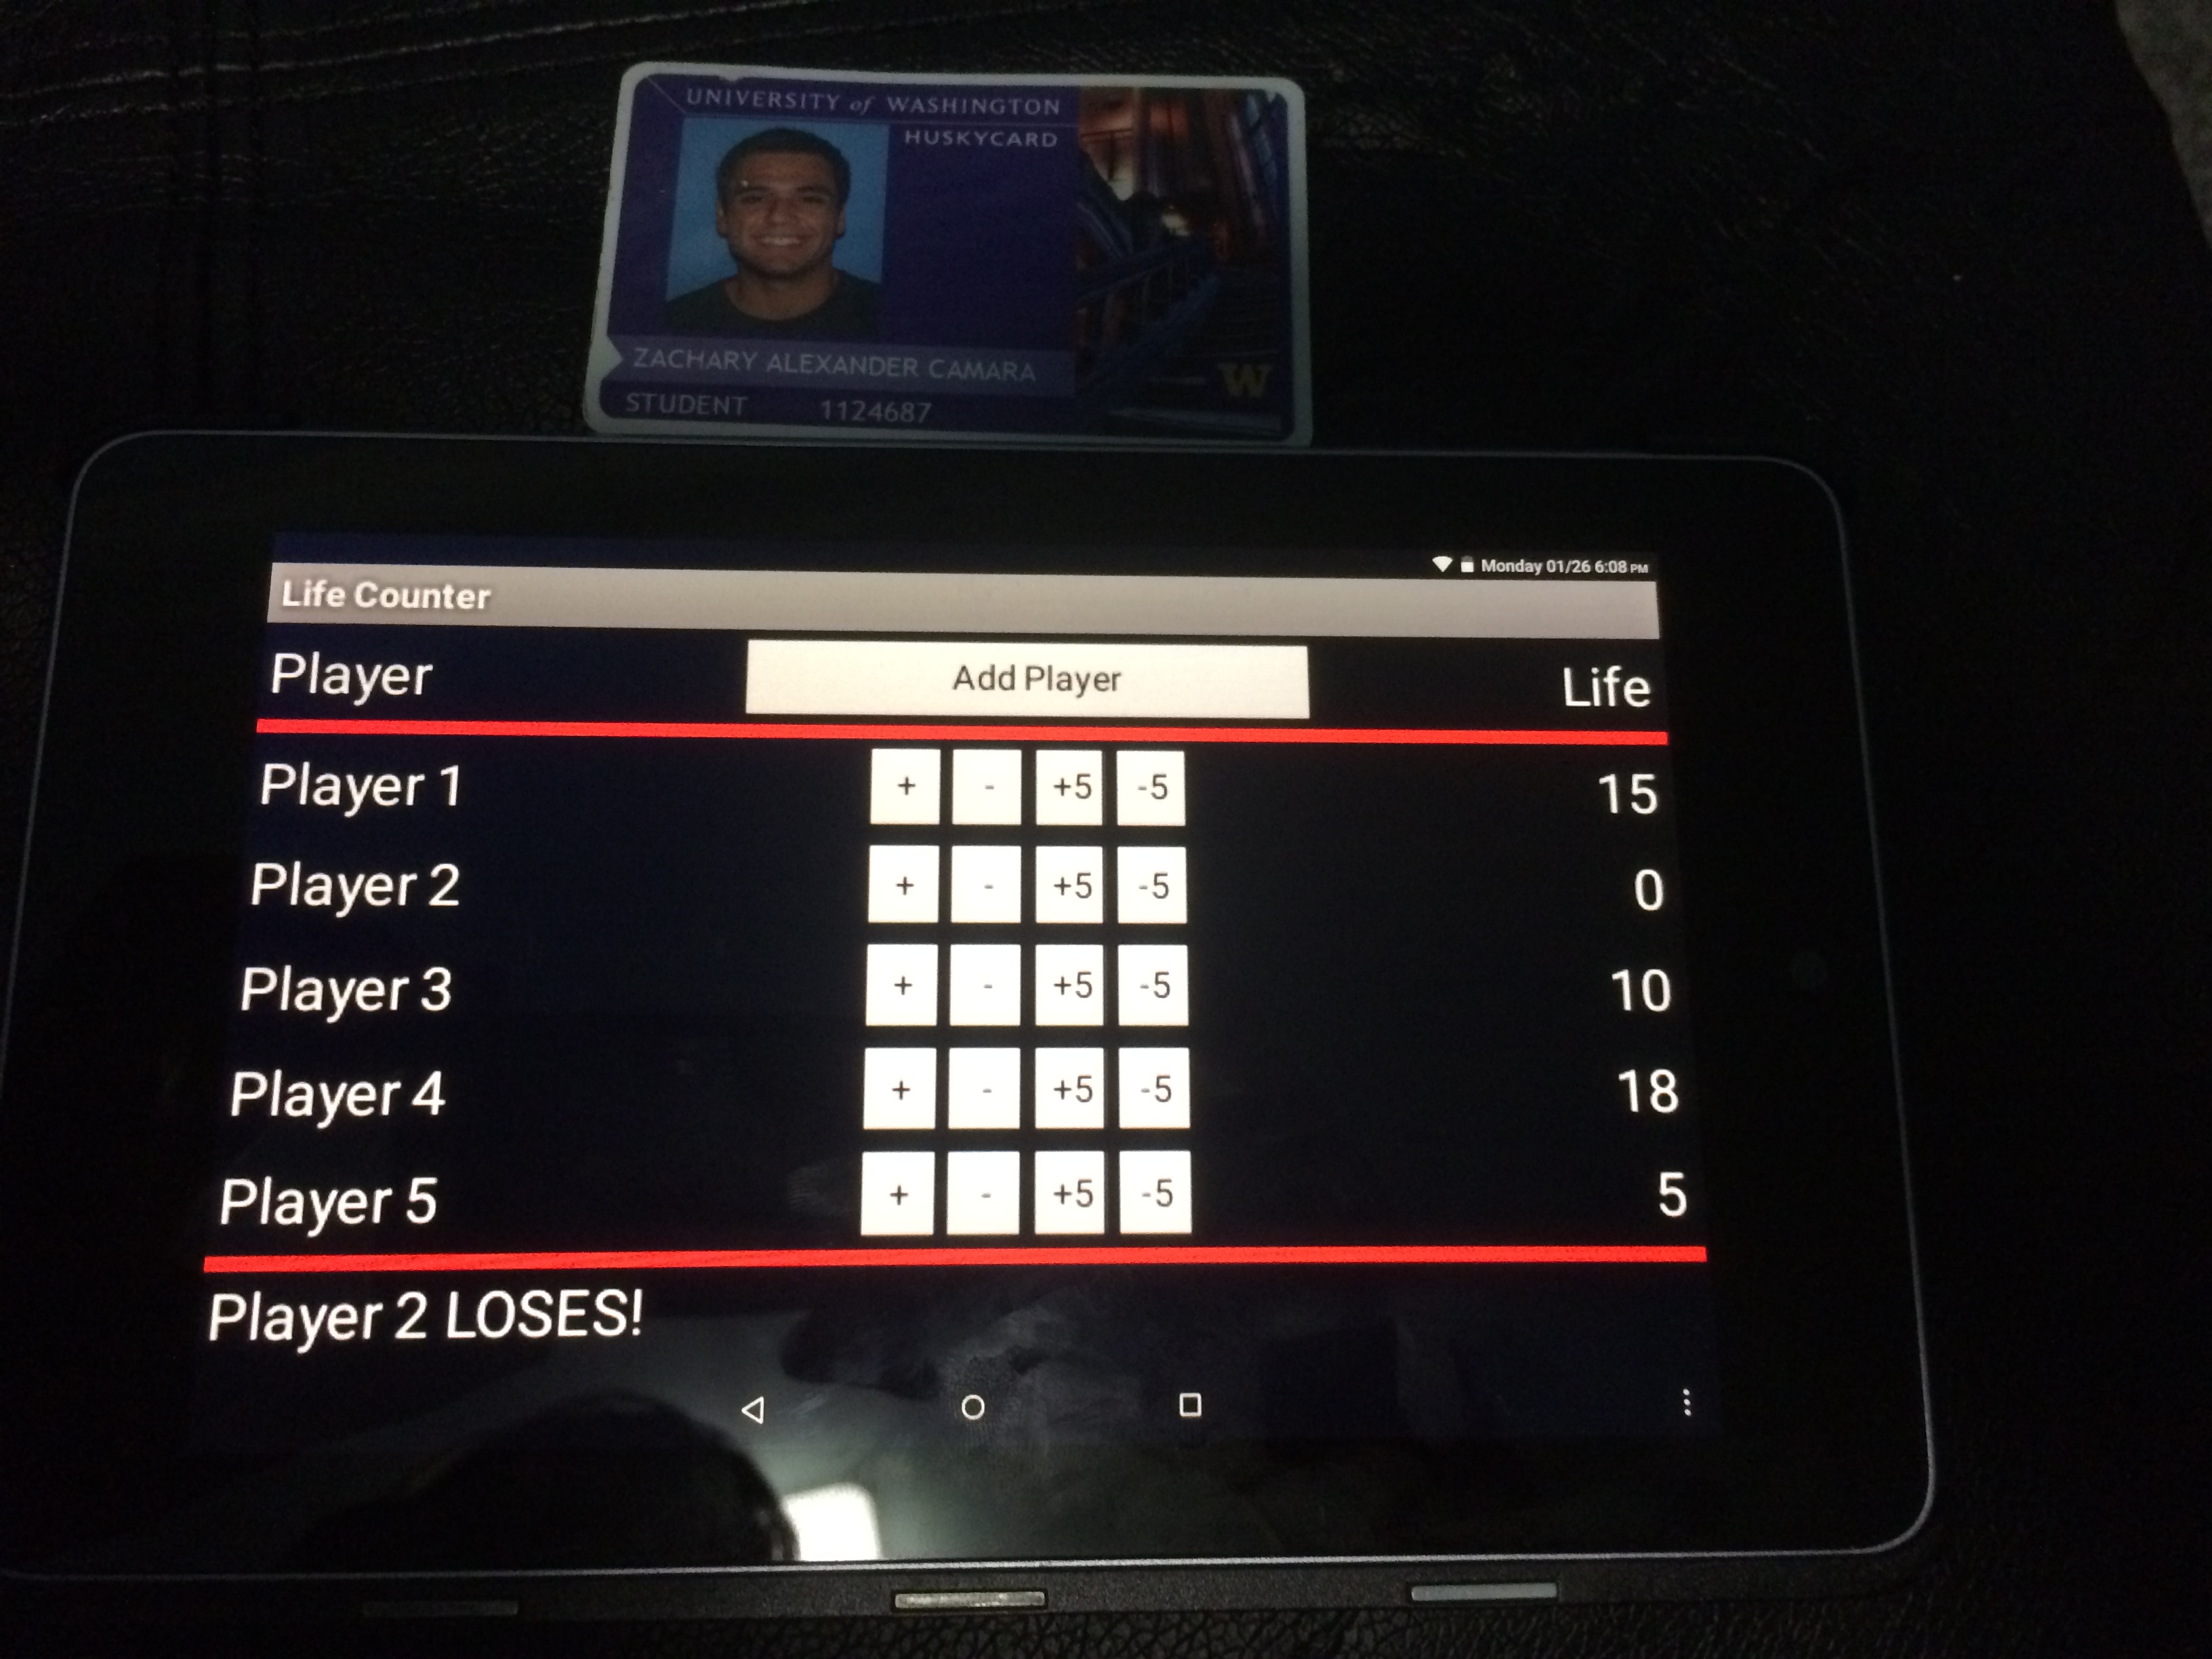 UNIVERSITY of WASHINGTON
HUSKYCARD
ZACHARY ALEXANDER CAMARA
W
STUDENT 1124687
Monday 01/26 6:08 PM
Life Counter
Player Add Player Life
Player 1 + - +5 -5 15
Player 2 + - +5 -5 0
Player 3 + - +5 -5 10
Player 4 + - +5 -5 18
Player 5 + - +5 -5 5
Player 2 LOSES!